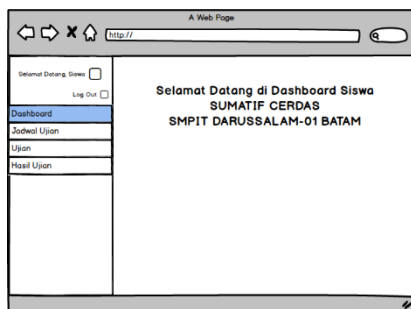 A Web Page
http://
Selamat Datang, Siswa
Log Out
Dashboard
Jadwal Ujian
Ujian
Hasil Ujian
Selamat Datang di Dashboard Siswa
SUMATIF CERDAS
SMPIT DARUSSALAM-01 BATAM